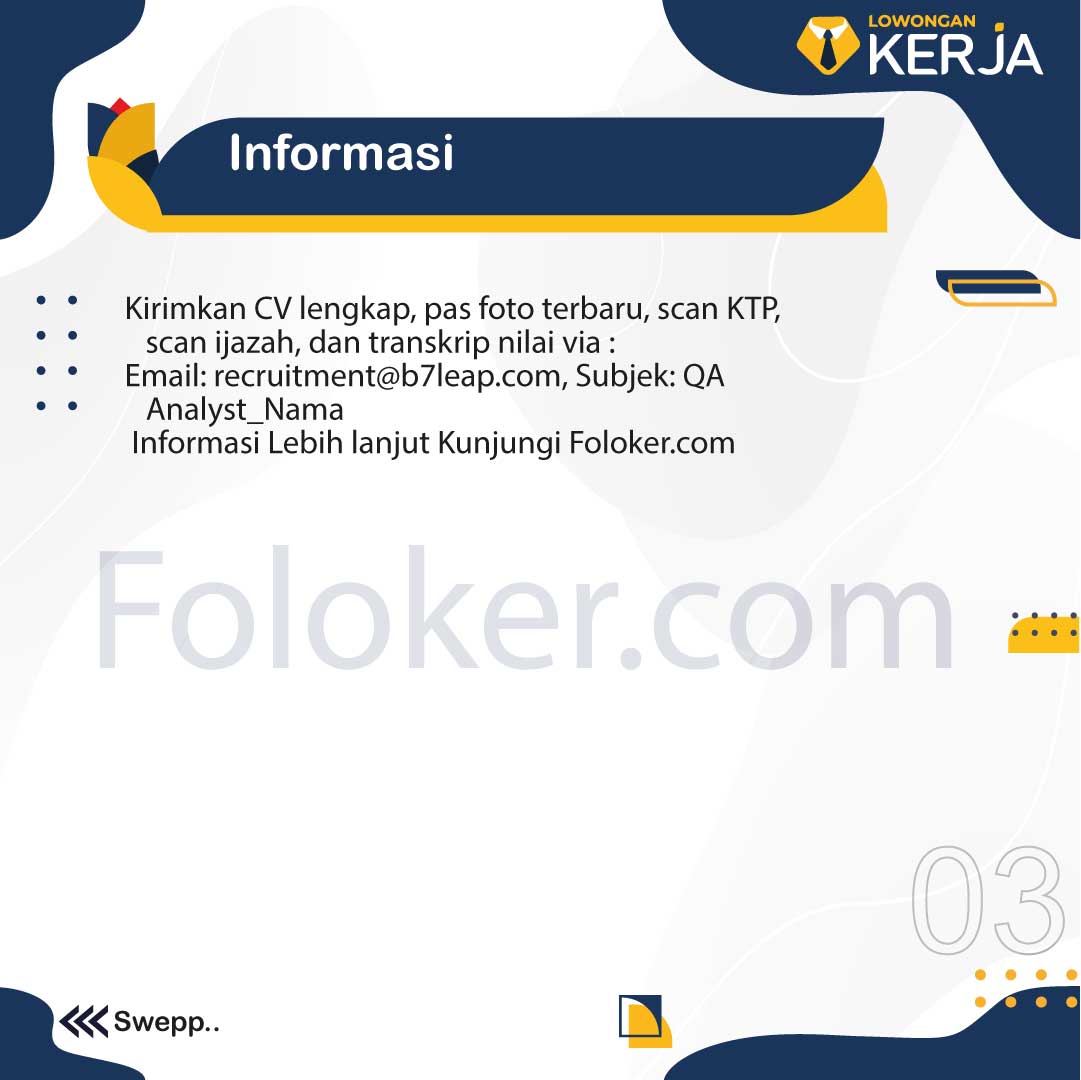 LOWONGAN
KERJA
Informasi
Kirimkan CV lengkap, pas foto terbaru, scan KTP,
scan ijazah, dan transkrip nilai via :
Email: recruitment@b7leap.com, Subjek: QA
Analyst_Nama
Informasi Lebih lanjut Kunjungi Foloker.com
Foloker.com
03
Swepp..